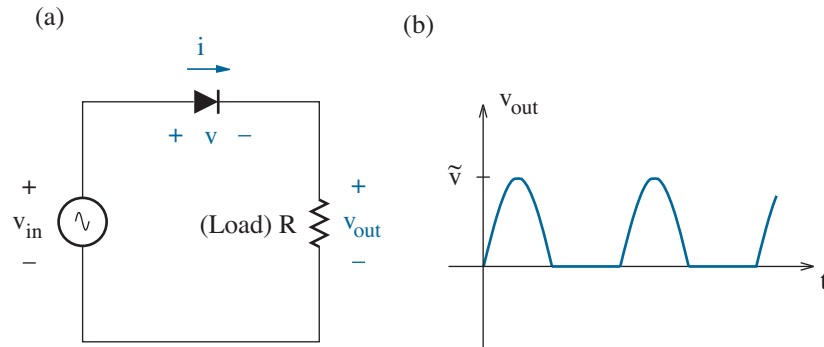 (a)
i
+ v −
+
v_in
−
(Load) R
+
v_out
−
(b)
v_out
ṽ
t